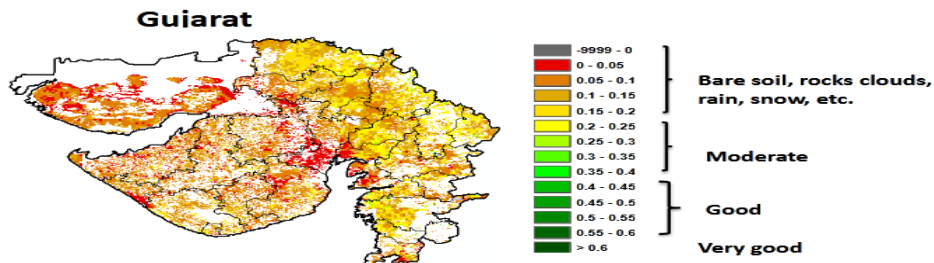 Gujarat
-9999 - 0
0 - 0.05
0.05 - 0.1
0.1 - 0.15
0.15 - 0.2
0.2 - 0.25
0.25 - 0.3
0.3 - 0.35
0.35 - 0.4
0.4 - 0.45
0.45 - 0.5
0.5 - 0.55
0.55 - 0.6
> 0.6
Bare soil, rocks clouds,
rain, snow, etc.
Moderate
Good
Very good